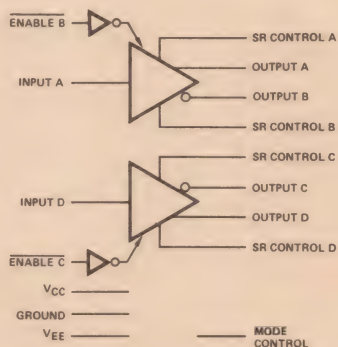 ENABLE B
SR CONTROL A
OUTPUT A
INPUT A
OUTPUT B
SR CONTROL B
SR CONTROL C
OUTPUT C
INPUT D
OUTPUT D
SR CONTROL D
ENABLE C
VCC
GROUND
VEE
MODE
CONTROL